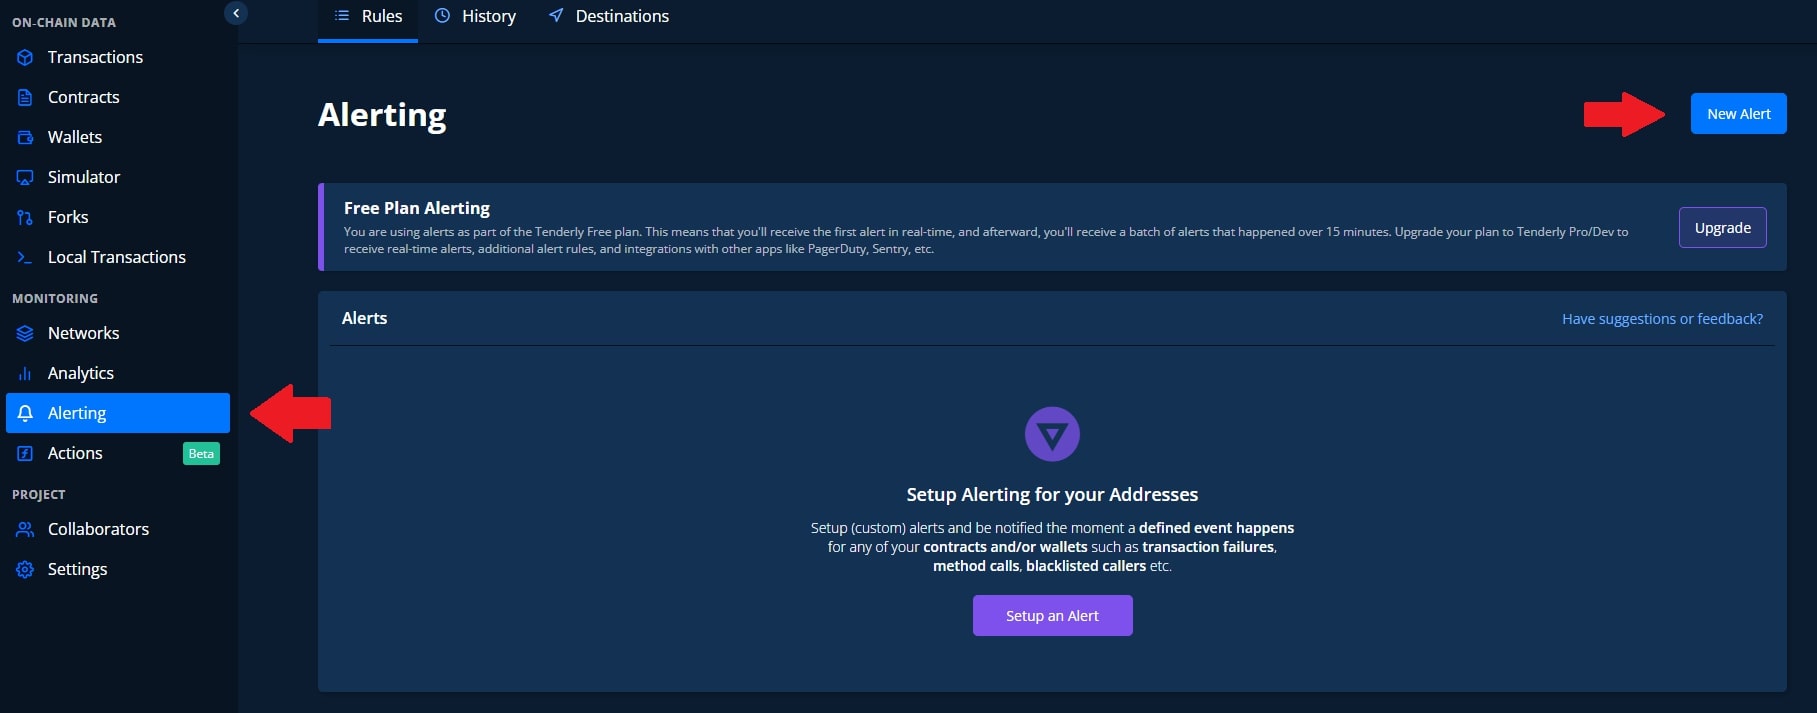 ON-CHAIN DATA
Transactions
Contracts
Wallets
Simulator
Forks
Local Transactions
MONITORING
Networks
Analytics
Alerting
Actions Beta
PROJECT
Collaborators
Settings
Rules History Destinations
Alerting
New Alert
Free Plan Alerting
You are using alerts as part of the Tenderly Free plan. This means that you'll receive the first alert in real-time, and afterward, you'll receive a batch of alerts that happened over 15 minutes. Upgrade your plan to Tenderly Pro/Dev to
receive real-time alerts, additional alert rules, and integrations with other apps like PagerDuty, Sentry, etc.
Upgrade
Alerts
Have suggestions or feedback?
Setup Alerting for your Addresses
Setup (custom) alerts and be notified the moment a defined event happens
for any of your contracts and/or wallets such as transaction failures,
method calls, blacklisted callers etc.
Setup an Alert